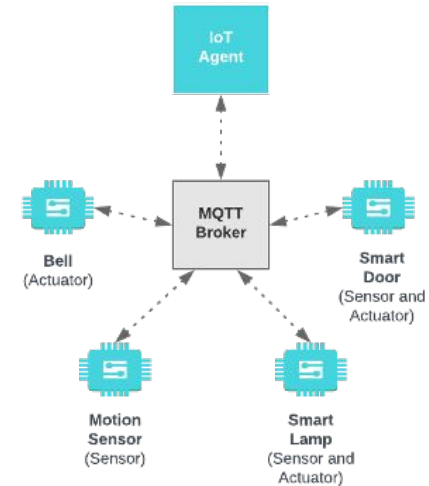 IoT
Agent
MQTT
Broker
Bell
(Actuator)
Smart
Door
(Sensor and
Actuator)
Motion
Sensor
(Sensor)
Smart
Lamp
(Sensor and
Actuator)